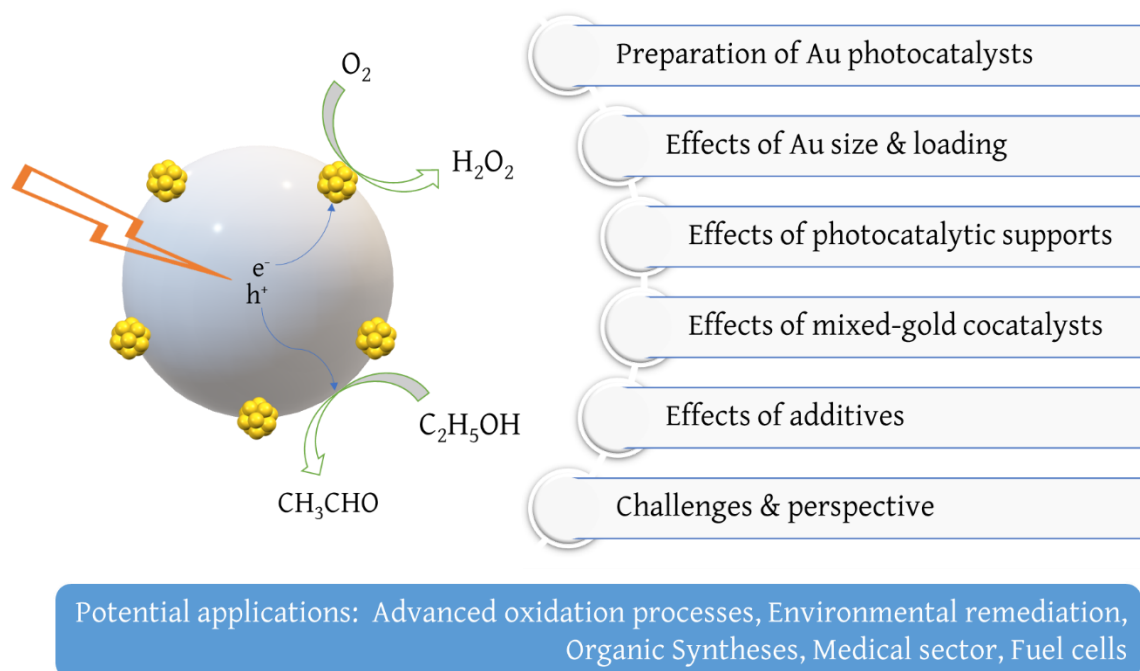 O₂
H₂O₂
e⁻
h⁺
C₂H₅OH
CH₃CHO
Preparation of Au photocatalysts
Effects of Au size & loading
Effects of photocatalytic supports
Effects of mixed-gold cocatalysts
Effects of additives
Challenges & perspective
Potential applications: Advanced oxidation processes, Environmental remediation,
Organic Syntheses, Medical sector, Fuel cells